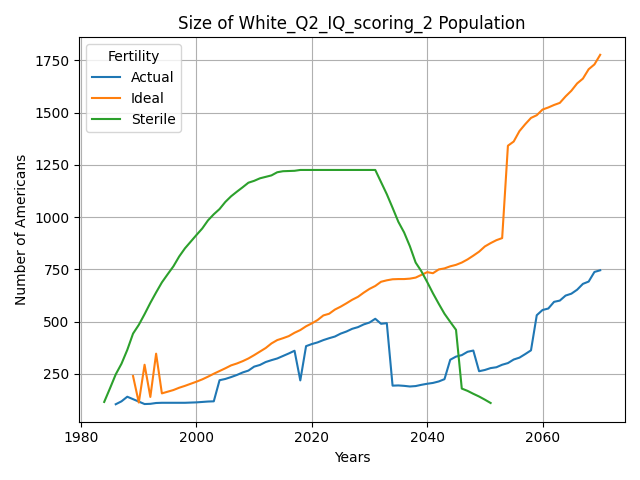 Size of White_Q2_IQ_scoring_2 Population
Fertility
Actual
Ideal
Sterile
Number of Americans
1750
1500
1250
1000
750
500
250
1980
2000
2020
2040
2060
Years